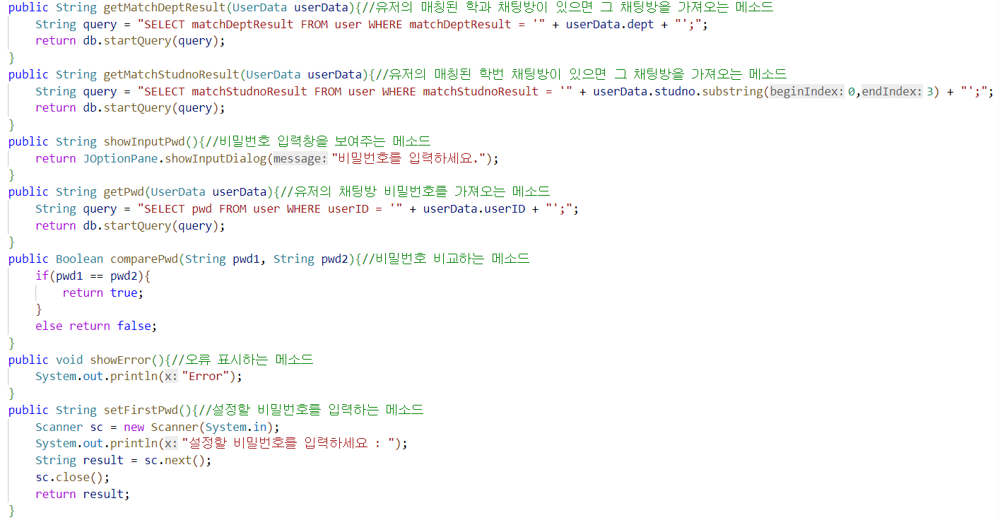 public String getMatchDeptResult(UserData userData){//유저의 매칭된 학과 채팅방이 있으면 그 채팅방을 가져오는 메소드
    String query = "SELECT matchDeptResult FROM user WHERE matchDeptResult = '" + userData.dept + "';";
    return db.startQuery(query);
}
public String getMatchStudnoResult(UserData userData){//유저의 매칭된 학번 채팅방이 있으면 그 채팅방을 가져오는 메소드
    String query = "SELECT matchStudnoResult FROM user WHERE matchStudnoResult = '" + userData.studno.substring(beginIndex: 0,endIndex: 3) + "';";
    return db.startQuery(query);
}
public String showInputPwd(){//비밀번호 입력창을 보여주는 메소드
    return JOptionPane.showInputDialog(message: "비밀번호를 입력하세요.");
}
public String getPwd(UserData userData){//유저의 채팅방 비밀번호를 가져오는 메소드
    String query = "SELECT pwd FROM user WHERE userID = '" + userData.userID + "';";
    return db.startQuery(query);
}
public Boolean comparePwd(String pwd1, String pwd2){//비밀번호 비교하는 메소드
    if(pwd1 == pwd2){
        return true;
    }
    else return false;
}
public void showError(){//오류 표시하는 메소드
    System.out.println(x: "Error");
}
public String setFirstPwd(){//설정할 비밀번호를 입력하는 메소드
    Scanner sc = new Scanner(System.in);
    System.out.println(x: "설정할 비밀번호를 입력하세요 : ");
    String result = sc.next();
    sc.close();
    return result;
}